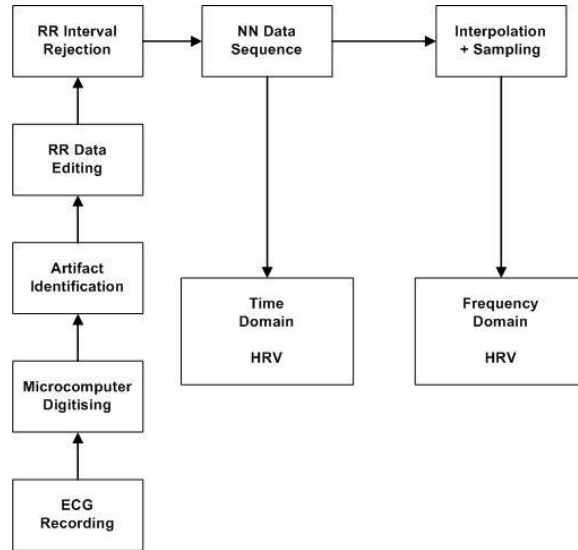 RR Interval
Rejection
NN Data
Sequence
Interpolation
+ Sampling
RR Data
Editing
Artifact
Identification
Time
Domain
HRV
Frequency
Domain
HRV
Microcomputer
Digitising
ECG
Recording